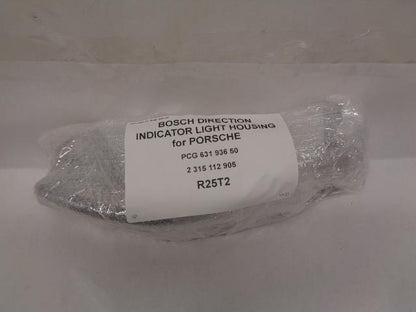 BOSCH DIRECTION
INDICATOR LIGHT HOUSING
for PORSCHE
PCG 631 936 50
2 315 112 905
R25T2